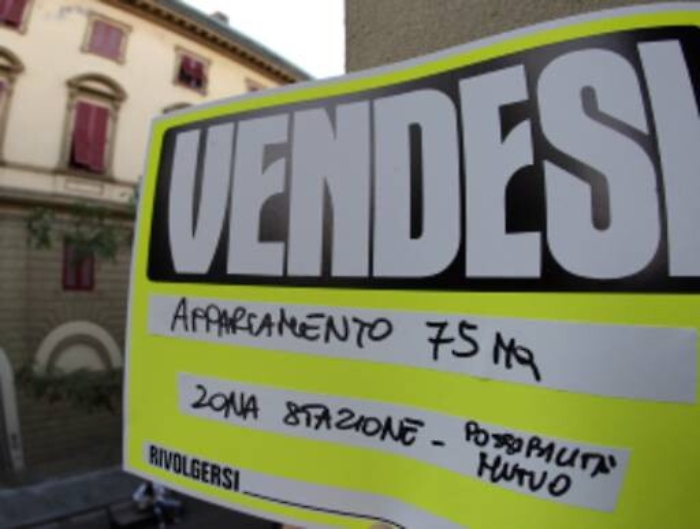 VENDESI
APPARTAMENTO 75 MQ
ZONA STAZIONE - POSSIBILITÀ
MUTUO
RIVOLGERSI